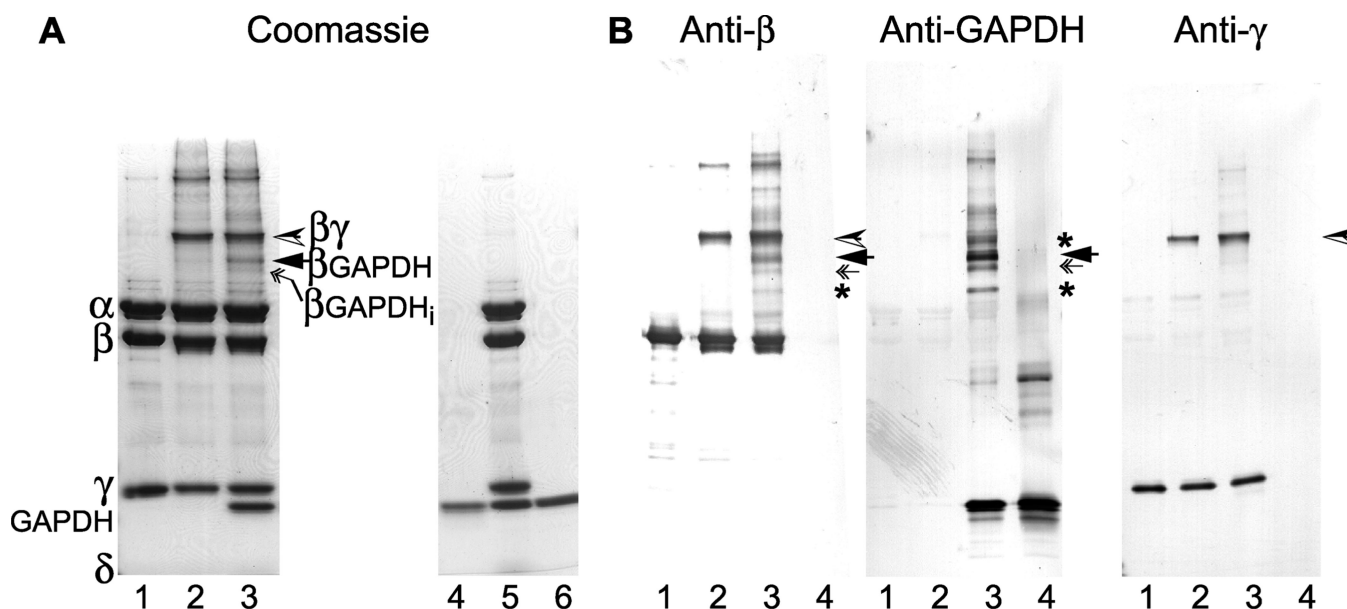 A Coomassie B Anti-β Anti-GAPDH Anti-γ
βγ
βGAPDH
βGAPDHi
α
β
γ
GAPDH
δ
* *
* *
1 2 3 4 5 6 1 2 3 4 1 2 3 4 1 2 3 4